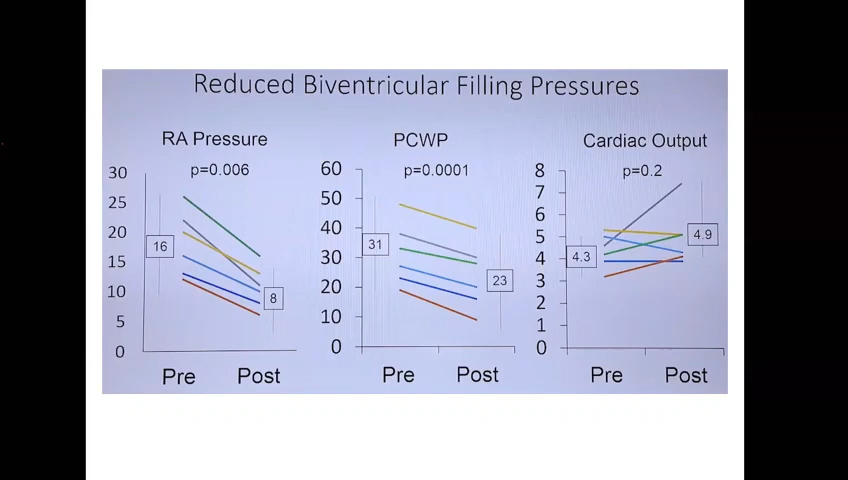 Reduced Biventricular Filling Pressures
RA Pressure
p=0.006
30
25
20
15
10
5
0
16
8
Pre Post
PCWP
p=0.0001
60
50
40
30
20
10
0
31
23
Pre Post
Cardiac Output
p=0.2
8
7
6
5
4
3
2
1
0
4.3
4.9
Pre Post